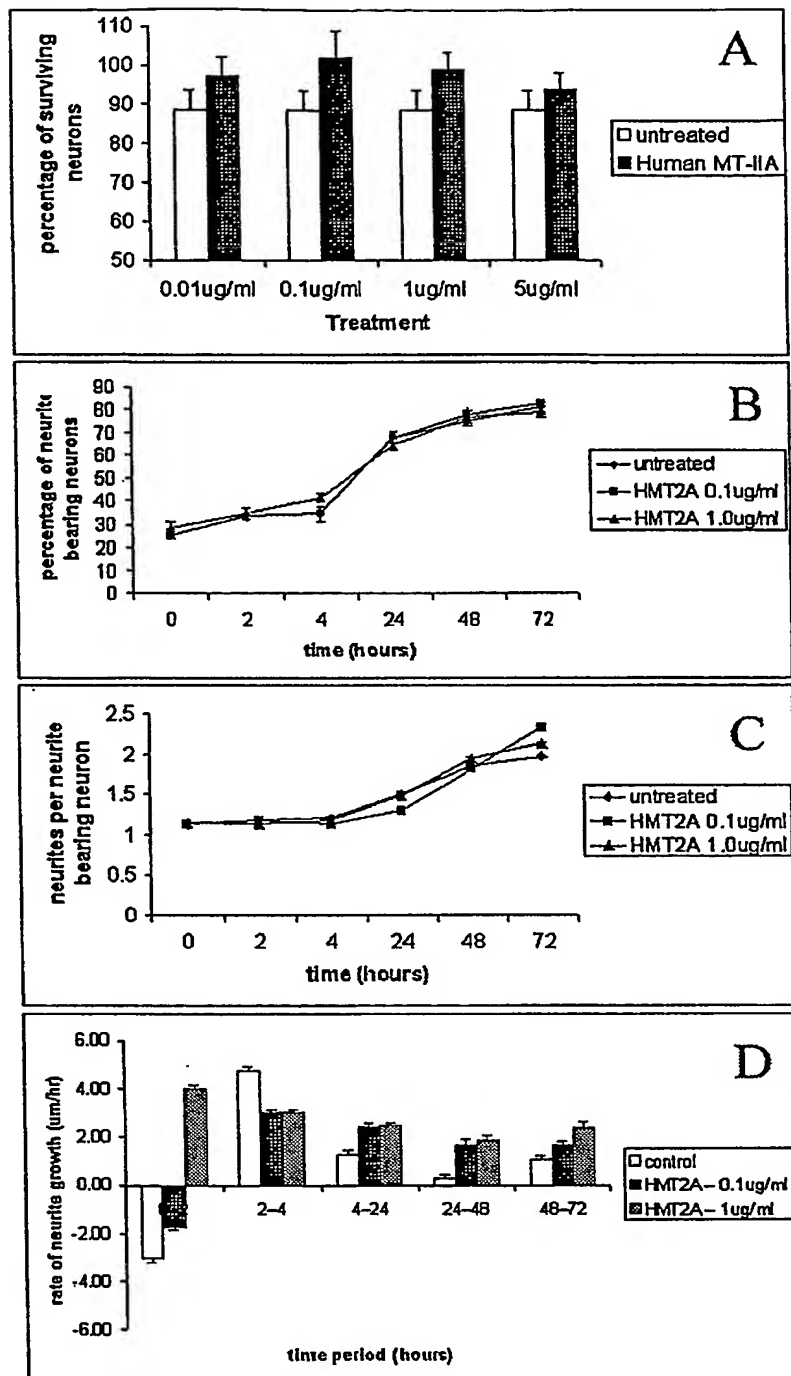 A
110
100
90
80
70
60
50
percentage of surviving
neurons
0.01ug/ml 0.1ug/ml 1ug/ml 5ug/ml
Treatment
untreated
Human MT-IIA
B
90
80
70
60
50
40
30
20
10
0
percentage of neurite
bearing neurons
0 2 4 24 48 72
time (hours)
untreated
HMT2A 0.1ug/ml
HMT2A 1.0ug/ml
C
2.5
2
1.5
1
0.5
0
neurites per neurite
bearing neuron
0 2 4 24 48 72
time (hours)
untreated
HMT2A 0.1ug/ml
HMT2A 1.0ug/ml
D
6.00
4.00
2.00
0.00
-2.00
-4.00
-6.00
rate of neurite growth (um/hr)
2-4 4-24 24-48 48-72
time period (hours)
control
HMT2A- 0.1ug/ml
HMT2A- 1ug/ml